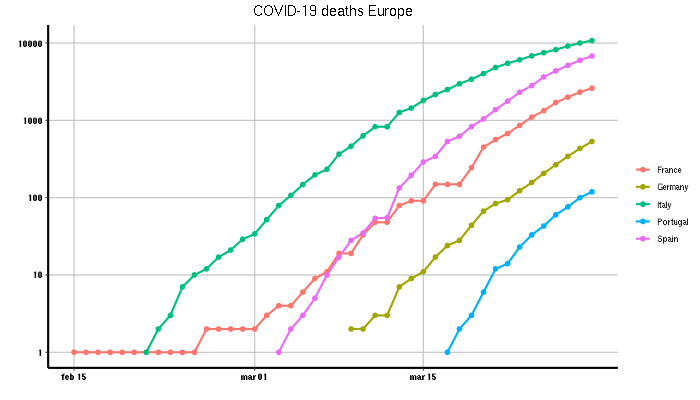 COVID-19 deaths Europe
10000
1000
100
10
1
feb 15
mar 01
mar 15
France
Germany
Italy
Portugal
Spain